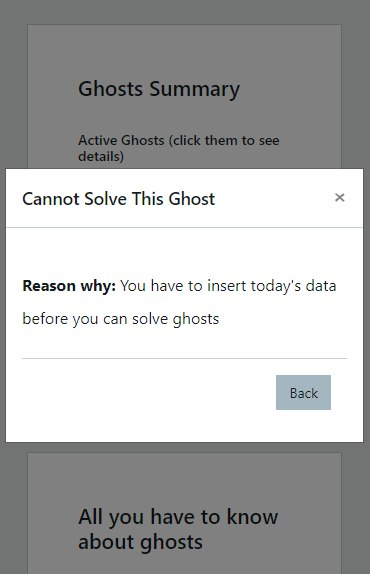 Ghosts Summary
Active Ghosts (click them to see
details)
Cannot Solve This Ghost ×
Reason why: You have to insert today's data
before you can solve ghosts
Back
All you have to know
about ghosts